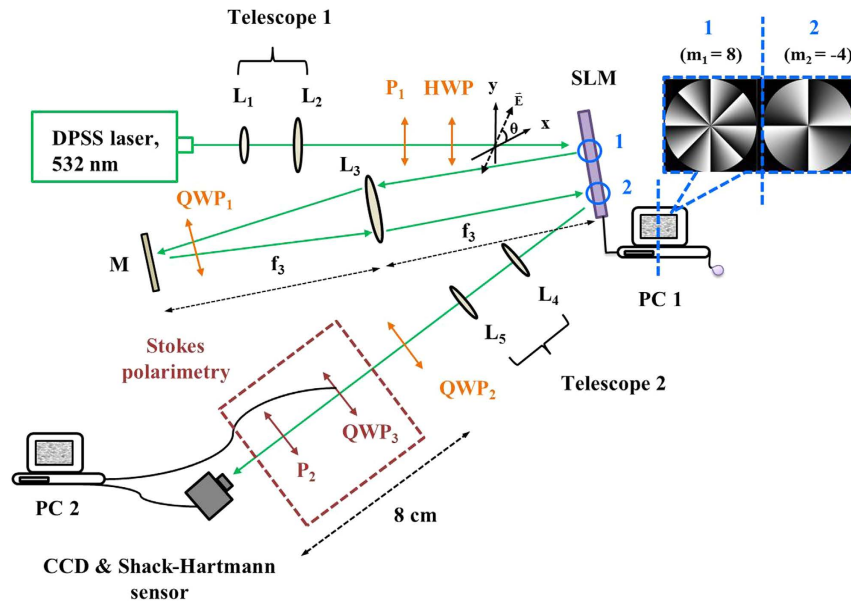 Telescope 1
L₁
L₂
P₁
HWP
y
E⃗
θ
x
SLM
1
2
(m₁ = 8)
(m₂ = -4)
DPSS laser,
532 nm
1
2
L₃
QWP₁
M
f₃
f₃
PC 1
L₄
L₅
Telescope 2
Stokes
polarimetry
QWP₂
QWP₃
P₂
8 cm
PC 2
CCD & Shack-Hartmann
sensor